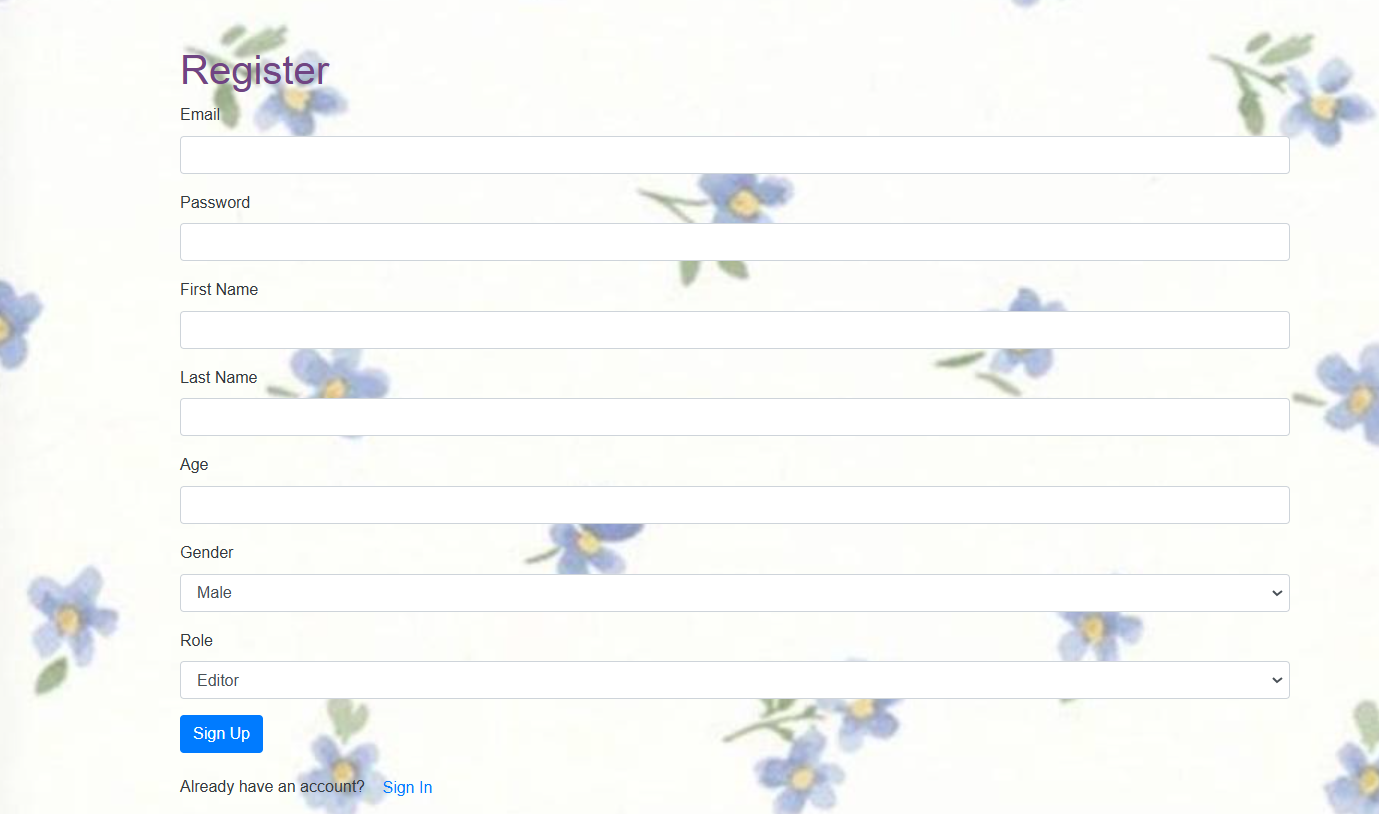 Register
Email
Password
First Name
Last Name
Age
Gender
Male
Role
Editor
Sign Up
Already have an account? Sign In